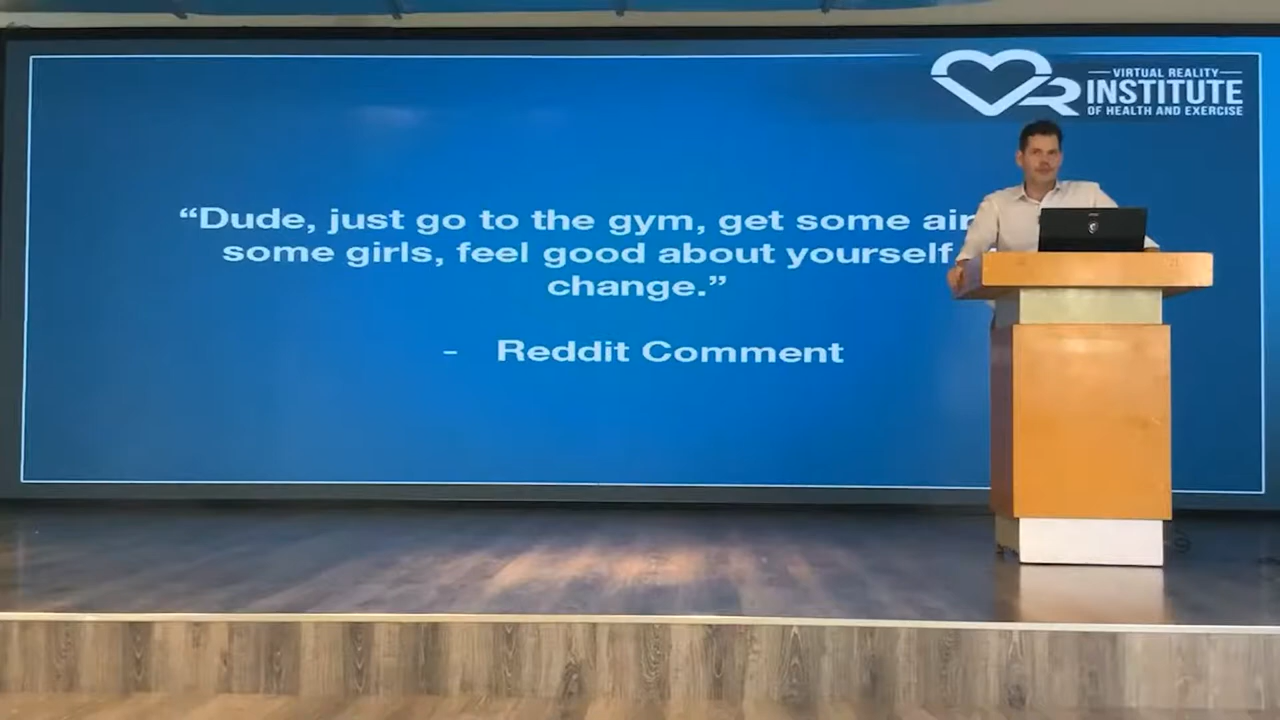 VIRTUAL REALITY
INSTITUTE
OF HEALTH AND EXERCISE
“Dude, just go to the gym, get some air
some girls, feel good about yourself
change.”
- Reddit Comment